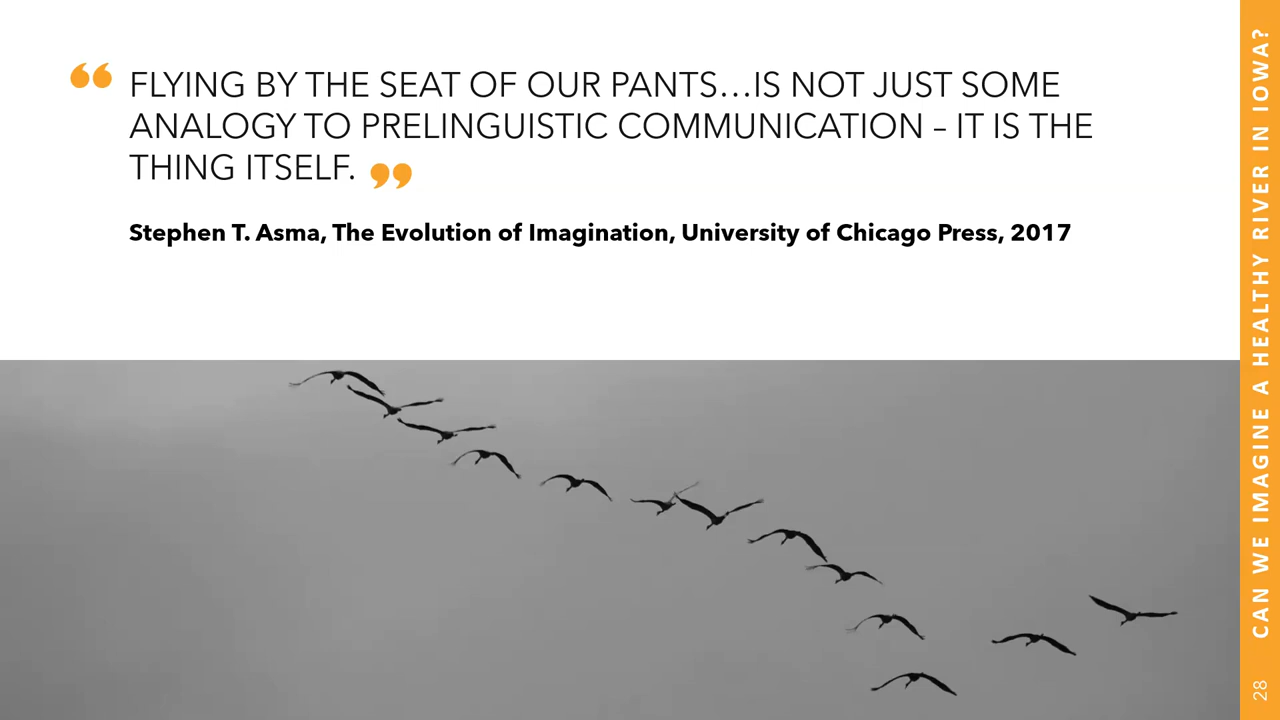 “ FLYING BY THE SEAT OF OUR PANTS…IS NOT JUST SOME
ANALOGY TO PRELINGUISTIC COMMUNICATION – IT IS THE
THING ITSELF. ”
Stephen T. Asma, The Evolution of Imagination, University of Chicago Press, 2017
CAN WE IMAGINE A HEALTHY RIVER IN IOWA?
28